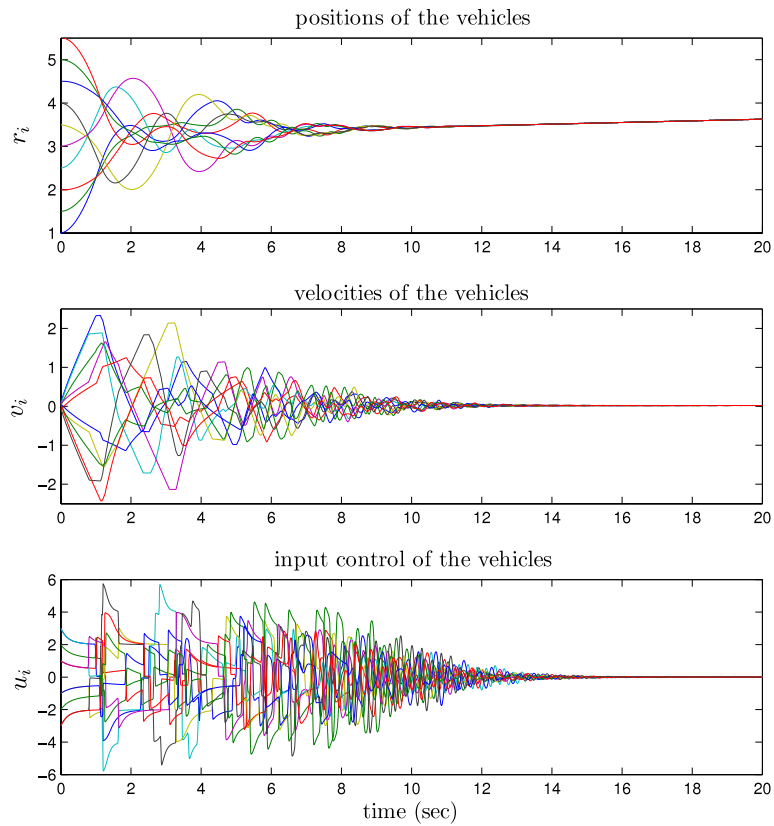 positions of the vehicles
5
4
3
2
1
r_i
0 2 4 6 8 10 12 14 16 18 20
velocities of the vehicles
2
1
0
−1
−2
v_i
0 2 4 6 8 10 12 14 16 18 20
input control of the vehicles
6
4
2
0
−2
−4
−6
u_i
0 2 4 6 8 10 12 14 16 18 20
time (sec)